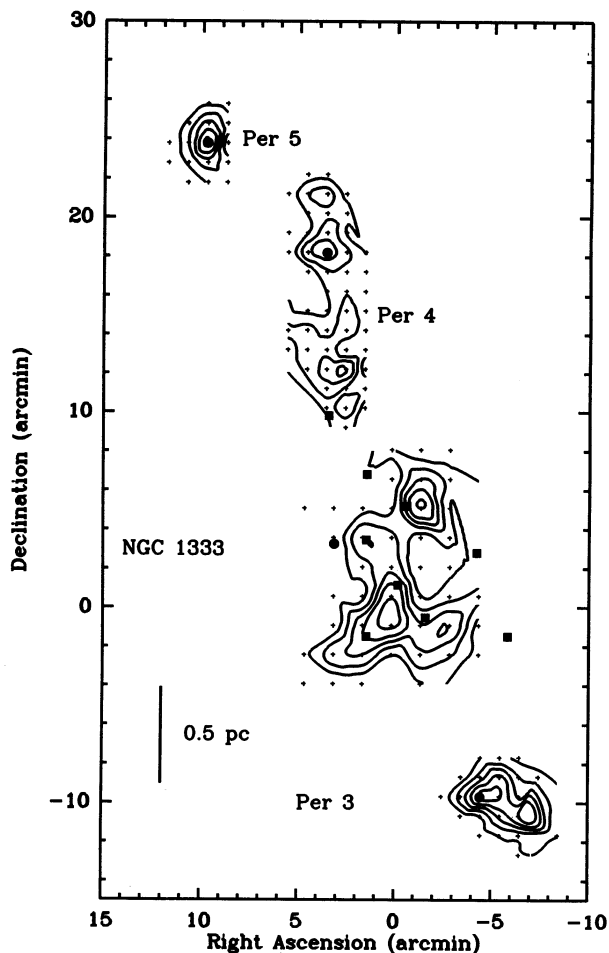 30
Per 5
20
Per 4
Declination (arcmin)
10
NGC 1333
0
0.5 pc
−10
Per 3
15 10 5 0 −5 −10
Right Ascension (arcmin)